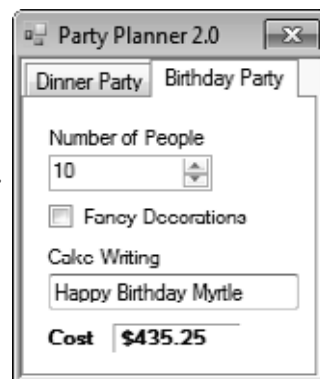 Party Planner 2.0
Dinner Party Birthday Party
Number of People
10
Fancy Decorations
Cake Writing
Happy Birthday Myrtle
Cost $435.25